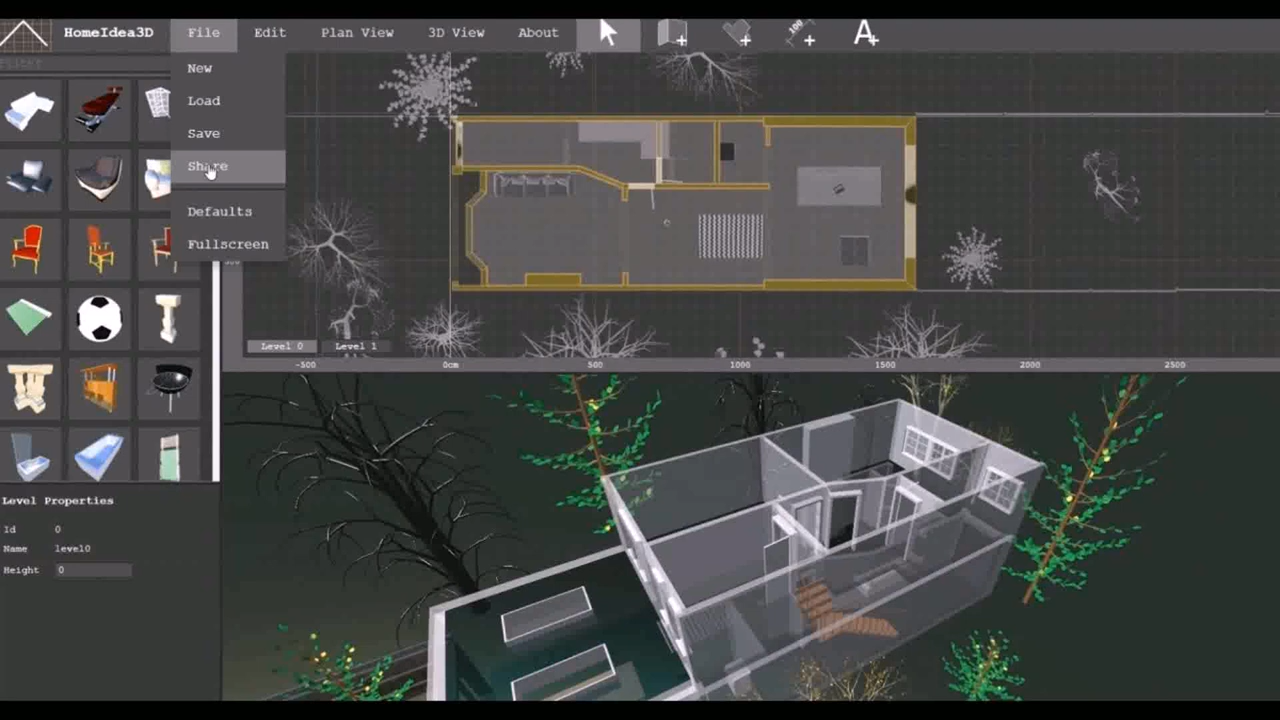 HomeIdea3D File Edit Plan View 3D View About A
New
Load
Save
Share
Defaults
Fullscreen
Level 0 Level 1
-500 0cm 500 1000 1500 2000 2500
Level Properties
Id 0
Name level0
Height 0